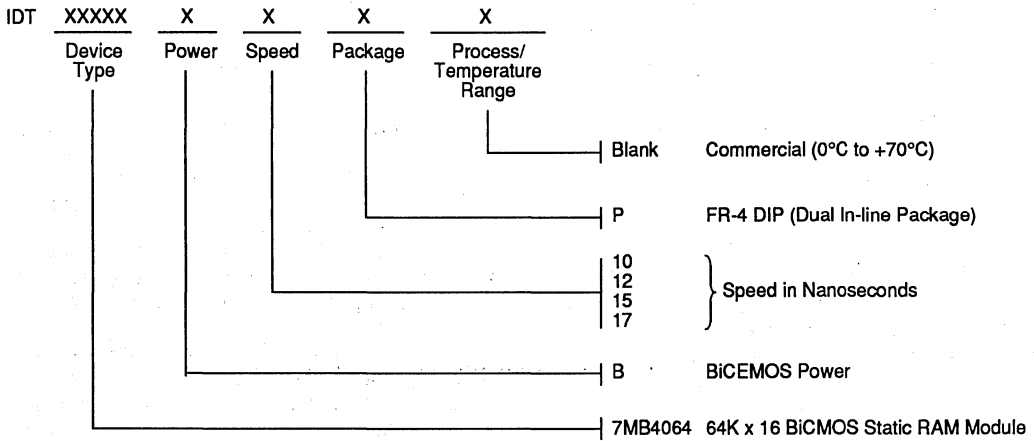 IDT XXXXX X X X X
Device Type Power Speed Package Process/ Temperature Range
Blank Commercial (0°C to +70°C)
P FR-4 DIP (Dual In-line Package)
10
12
15
17
Speed in Nanoseconds
B BiCEMOS Power
7MB4064 64K x 16 BiCMOS Static RAM Module